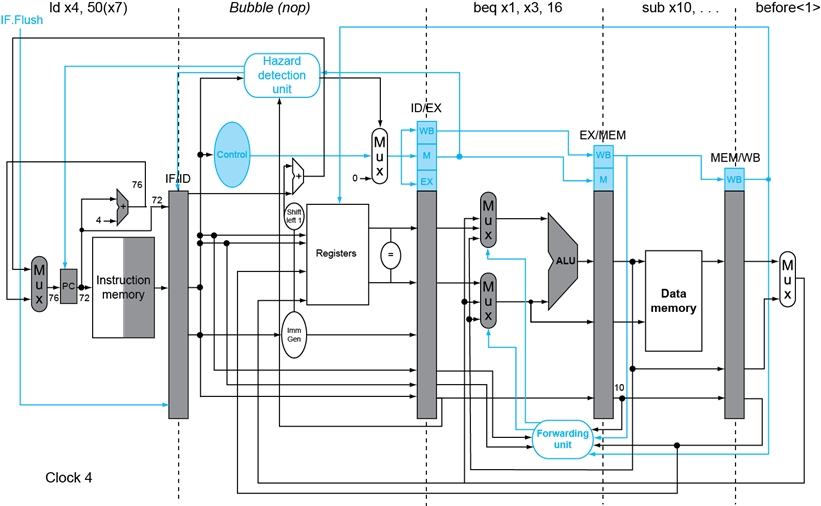 ld x4, 50(x7)
Bubble (nop)
beq x1, x3, 16
sub x10, . . .
before<1>
IF.Flush
Hazard
detection
unit
ID/EX
EX/MEM
MEM/WB
IF/ID
Control
M
u
x
0
WB
M
EX
WB
M
WB
+
76
72
4
+
Shift
left 1
Registers
=
M
u
x
M
u
x
ALU
M
u
x
PC
76
72
Instruction
memory
Data
memory
M
u
x
Imm
Gen
10
Forwarding
unit
Clock 4